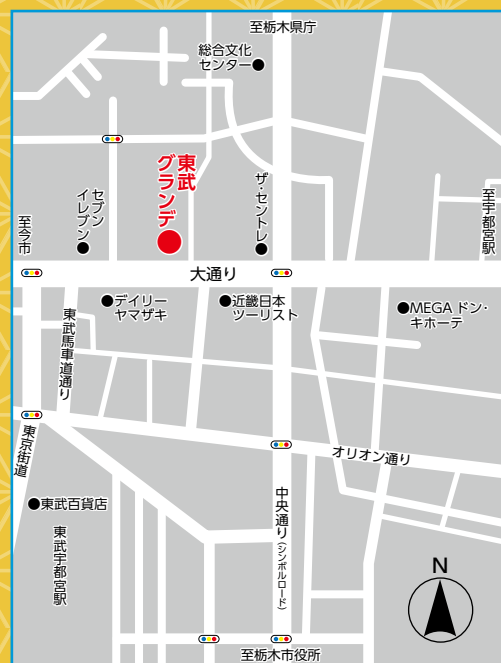 至栃木県庁
総合文化
センター
東武
グランデ
ザ・セントレ
セブン
イレブン
至今市
至宇都宮駅
大通り
デイリー
ヤマザキ
近畿日本
ツーリスト
MEGA ドン・
キホーテ
東武馬車道通り
東京街道
オリオン通り
東武百貨店
東武宇都宮駅
中央通り(シンボルロード)
N
至栃木市役所